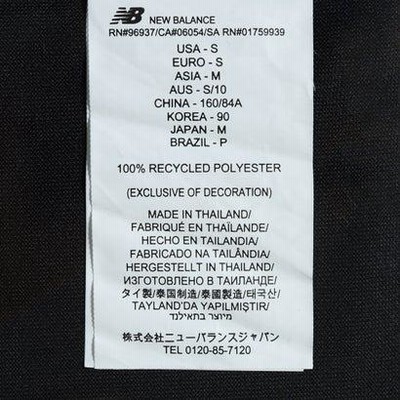 NB NEW BALANCE
RN#96937/CA#06054/SA RN#01759939
USA - S
EURO - S
ASIA - M
AUS - S/10
CHINA - 160/84A
KOREA - 90
JAPAN - M
BRAZIL - P
100% RECYCLED POLYESTER
(EXCLUSIVE OF DECORATION)
MADE IN THAILAND/
FABRIQUÉ EN THAÏLANDE/
HECHO EN TAILANDIA/
FABRICADO NA TAILÂNDIA/
HERGESTELLT IN THAILAND/
ИЗГОТОВЛЕНО В ТАИЛАНДЕ/
タイ製/泰国制造/泰國製造/태국산/
TAYLAND'DA YAPILMIŞTIR/
מיוצר בתאילנד
株式会社ニューバランスジャパン
TEL 0120-85-7120